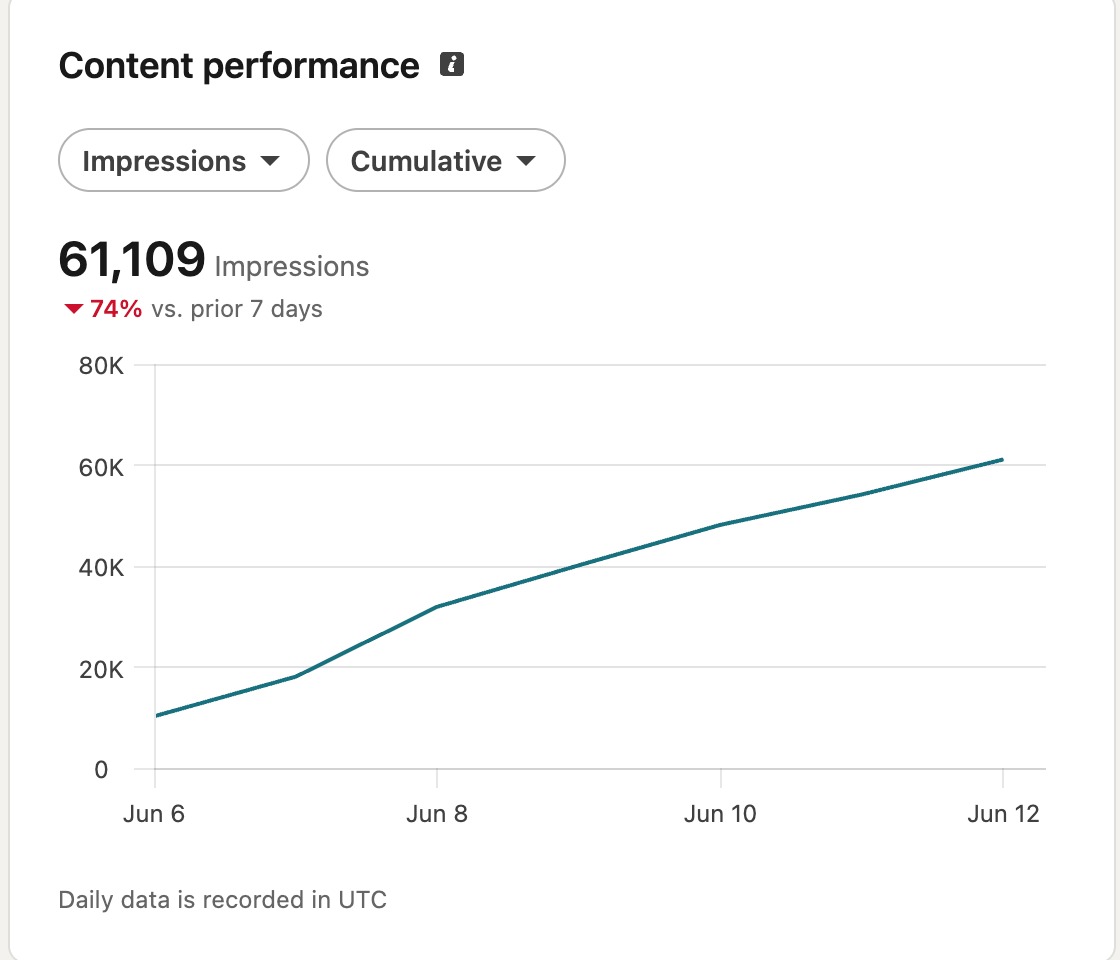 Content performance
Impressions
Cumulative
61,109 Impressions
74% vs. prior 7 days
80K
60K
40K
20K
0
Jun 6 Jun 8 Jun 10 Jun 12
Daily data is recorded in UTC